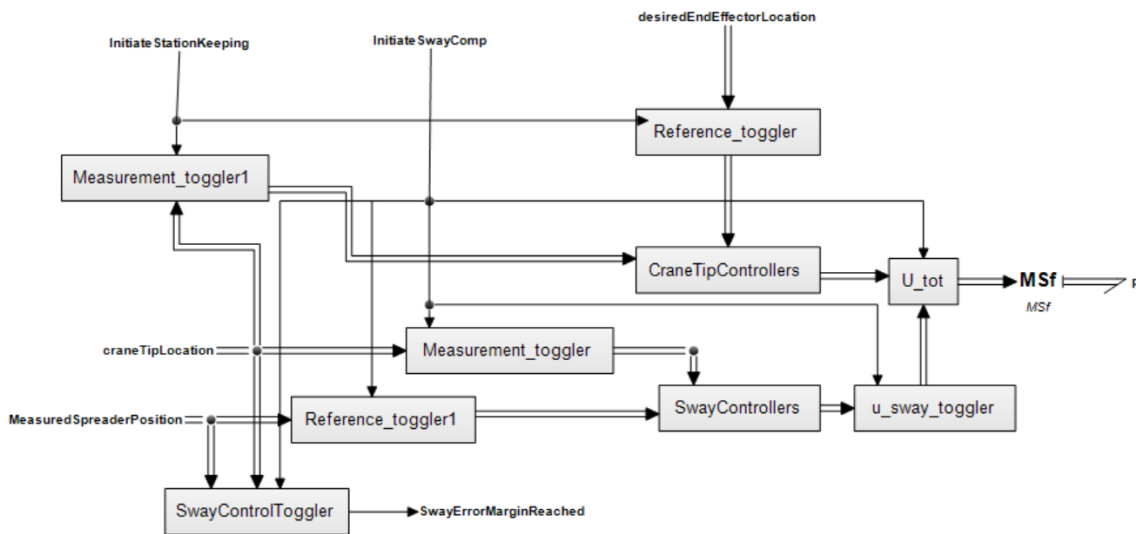 desiredEndEffectorLocation
InitiateStationKeeping
InitiateSwayComp
Reference_toggler
Measurement_toggler1
CraneTipControllers
U_tot
MSf
p
MSf
craneTipLocation
Measurement_toggler
MeasuredSpreaderPosition
Reference_toggler1
SwayControllers
u_sway_toggler
SwayControlToggler
SwayErrorMarginReached